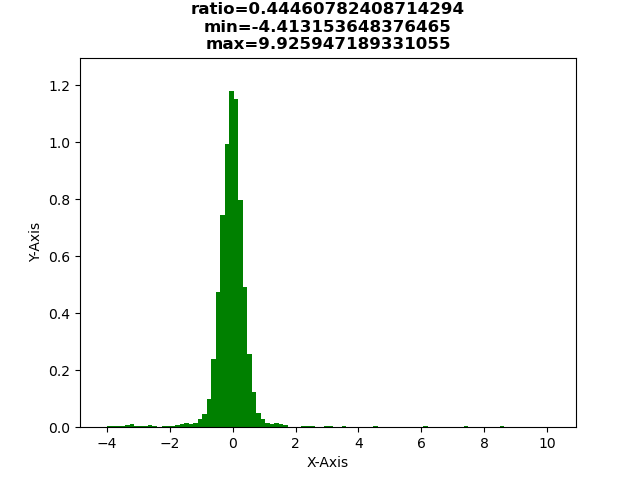 ratio=0.44460782408714294
min=-4.413153648376465
max=9.925947189331055
1.2
1.0
0.8
0.6
0.4
0.2
0.0
Y-Axis
−4 −2 0 2 4 6 8 10
X-Axis